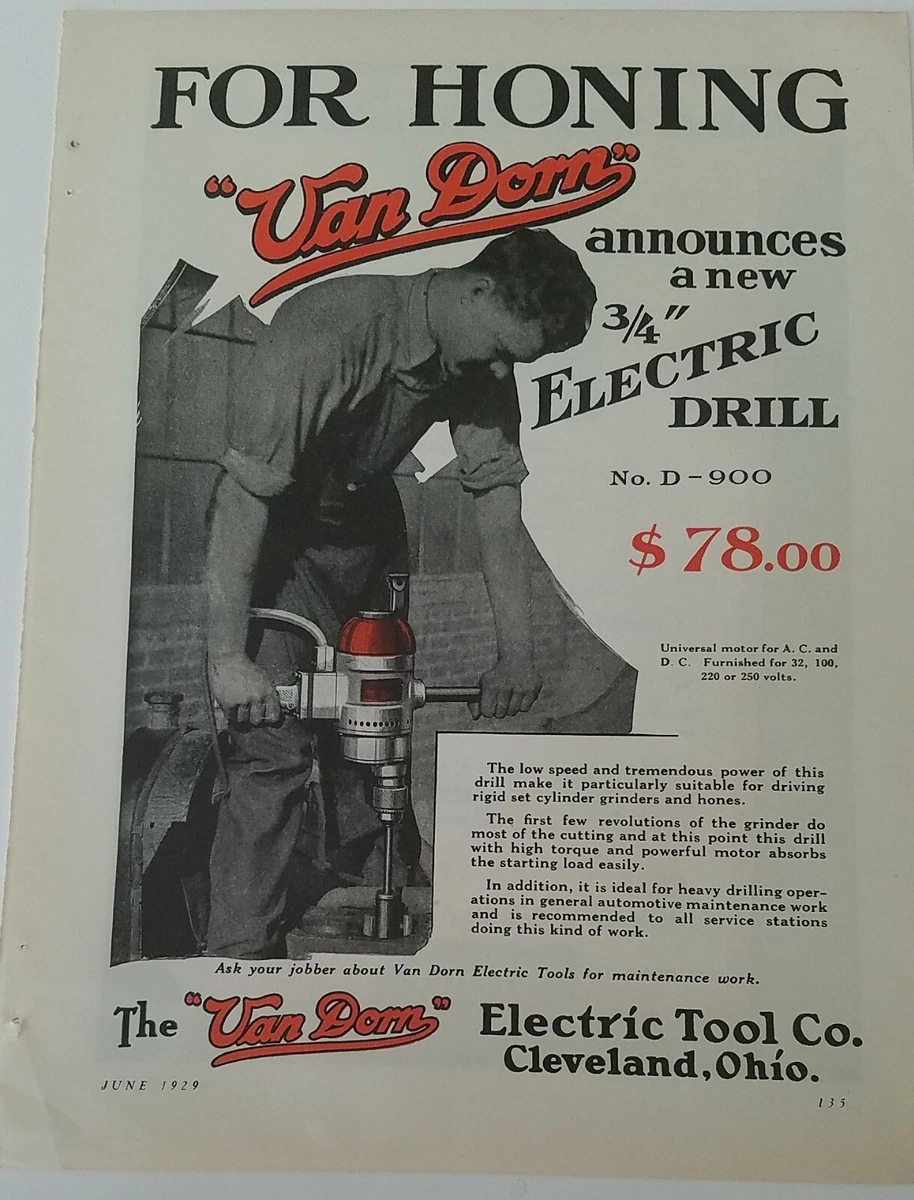 FOR HONING
"Van Dorn"
announces
a new
3/4"
ELECTRIC
DRILL
No. D-900
$78.00
Universal motor for A. C. and
D. C. Furnished for 32, 100,
220 or 250 volts.
The low speed and tremendous power of this
drill make it particularly suitable for driving
rigid set cylinder grinders and hones.
The first few revolutions of the grinder do
most of the cutting and at this point this drill
with high torque and powerful motor absorbs
the starting load easily.
In addition, it is ideal for heavy drilling oper-
ations in general automotive maintenance work
and is recommended to all service stations
doing this kind of work.
Ask your jobber about Van Dorn Electric Tools for maintenance work.
The "Van Dorn" Electric Tool Co.
Cleveland, Ohio.
JUNE 1929
135